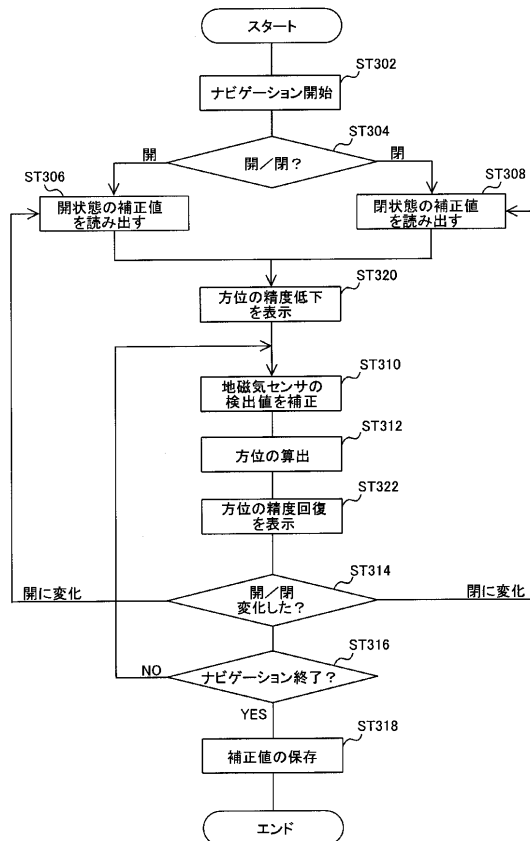 スタート
ST302
ナビゲーション開始
ST304
開／閉？
開
閉
ST306
開状態の補正値
を読み出す
ST308
閉状態の補正値
を読み出す
ST320
方位の精度低下
を表示
ST310
地磁気センサの
検出値を補正
ST312
方位の算出
ST322
方位の精度回復
を表示
ST314
開／閉
変化した？
開に変化
閉に変化
ST316
ナビゲーション終了？
NO
YES
ST318
補正値の保存
エンド